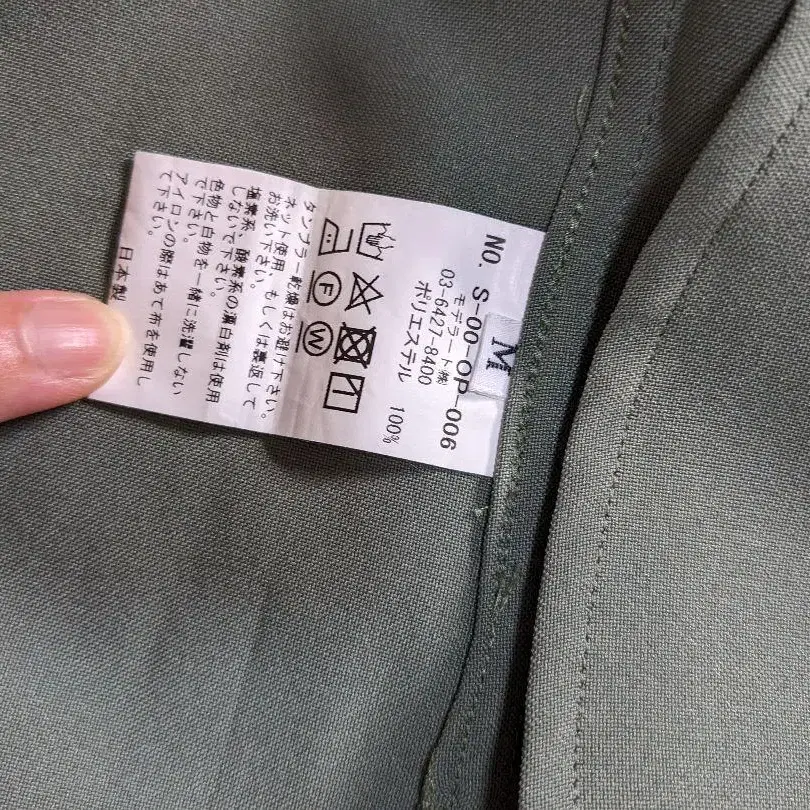 NO. S-00-OP-006
M
モデラート㈱
03-6427-8400
ポリエステル 100%
F W
タンブラー乾燥はお避け下さい。
ネット使用、もしくは裏返して
お洗い下さい。
塩素系、酸素系の漂白剤は使用
しないで下さい。
色物と白物を一緒に洗濯しない
で下さい。
アイロンの際はあて布を使用し
て下さい。
日本製